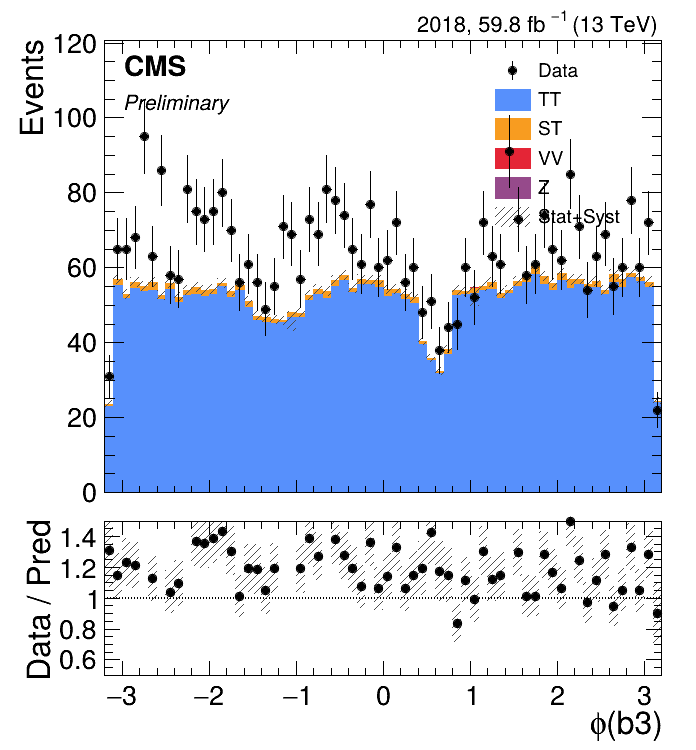 2018, 59.8 fb⁻¹ (13 TeV)
CMS
Preliminary
Data
TT
ST
VV
Z
Stat+Syst
Events
120
100
80
60
40
20
0
Data / Pred
1.4
1.2
1
0.8
0.6
−3 −2 −1 0 1 2 3
ϕ(b3)